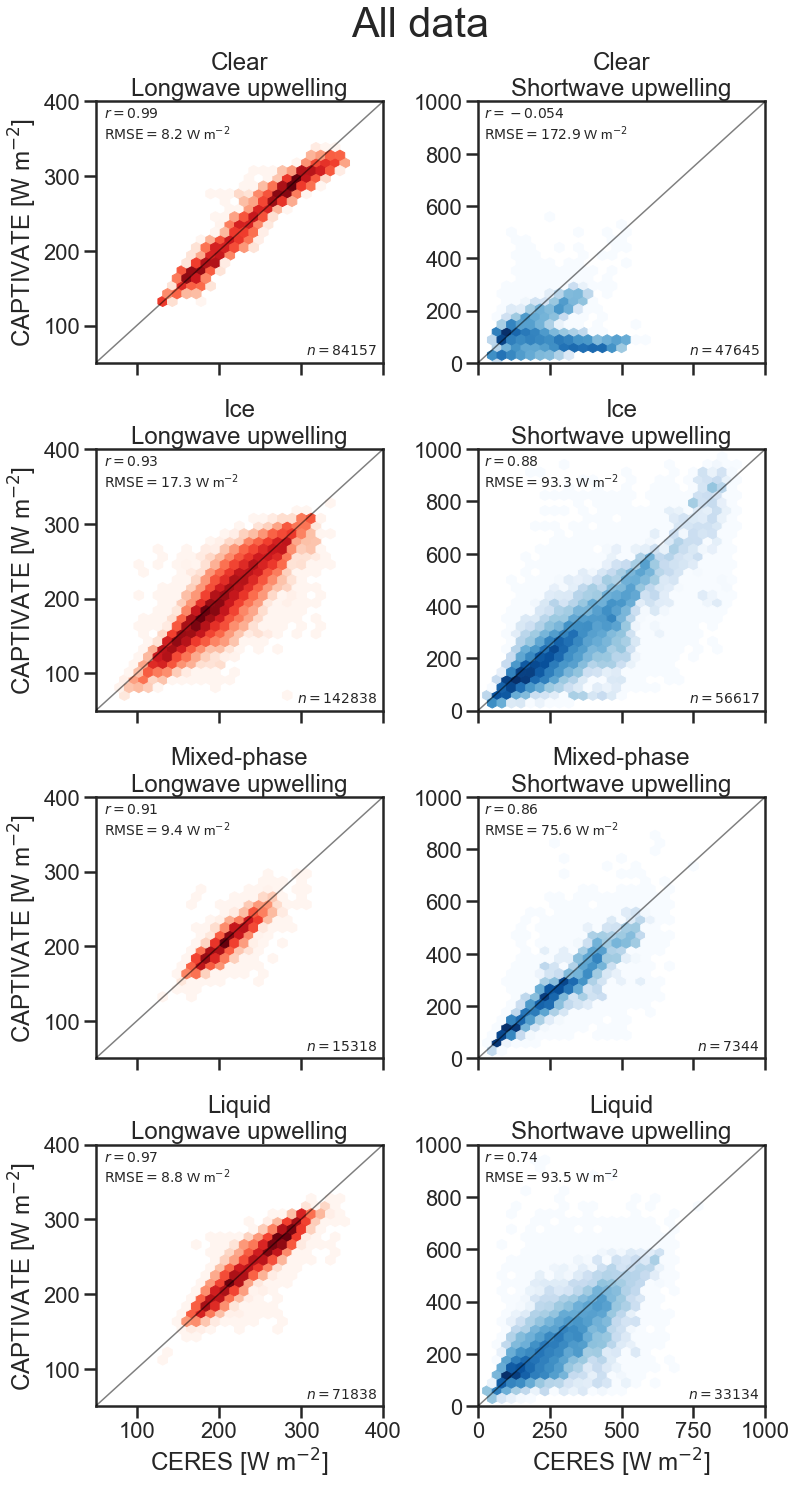 All data
Clear
Longwave upwelling
Clear
Shortwave upwelling
r = 0.99
RMSE = 8.2 W m⁻²
n = 84157
400
300
200
100
CAPTIVATE [W m⁻²]
r = −0.054
RMSE = 172.9 W m⁻²
n = 47645
1000
800
600
400
200
0
Ice
Longwave upwelling
Ice
Shortwave upwelling
r = 0.93
RMSE = 17.3 W m⁻²
n = 142838
400
300
200
100
CAPTIVATE [W m⁻²]
r = 0.88
RMSE = 93.3 W m⁻²
n = 56617
1000
800
600
400
200
0
Mixed-phase
Longwave upwelling
Mixed-phase
Shortwave upwelling
r = 0.91
RMSE = 9.4 W m⁻²
n = 15318
400
300
200
100
CAPTIVATE [W m⁻²]
r = 0.86
RMSE = 75.6 W m⁻²
n = 7344
1000
800
600
400
200
0
Liquid
Longwave upwelling
Liquid
Shortwave upwelling
r = 0.97
RMSE = 8.8 W m⁻²
n = 71838
400
300
200
100
CAPTIVATE [W m⁻²]
100 200 300 400
CERES [W m⁻²]
r = 0.74
RMSE = 93.5 W m⁻²
n = 33134
1000
800
600
400
200
0
0 250 500 750 1000
CERES [W m⁻²]